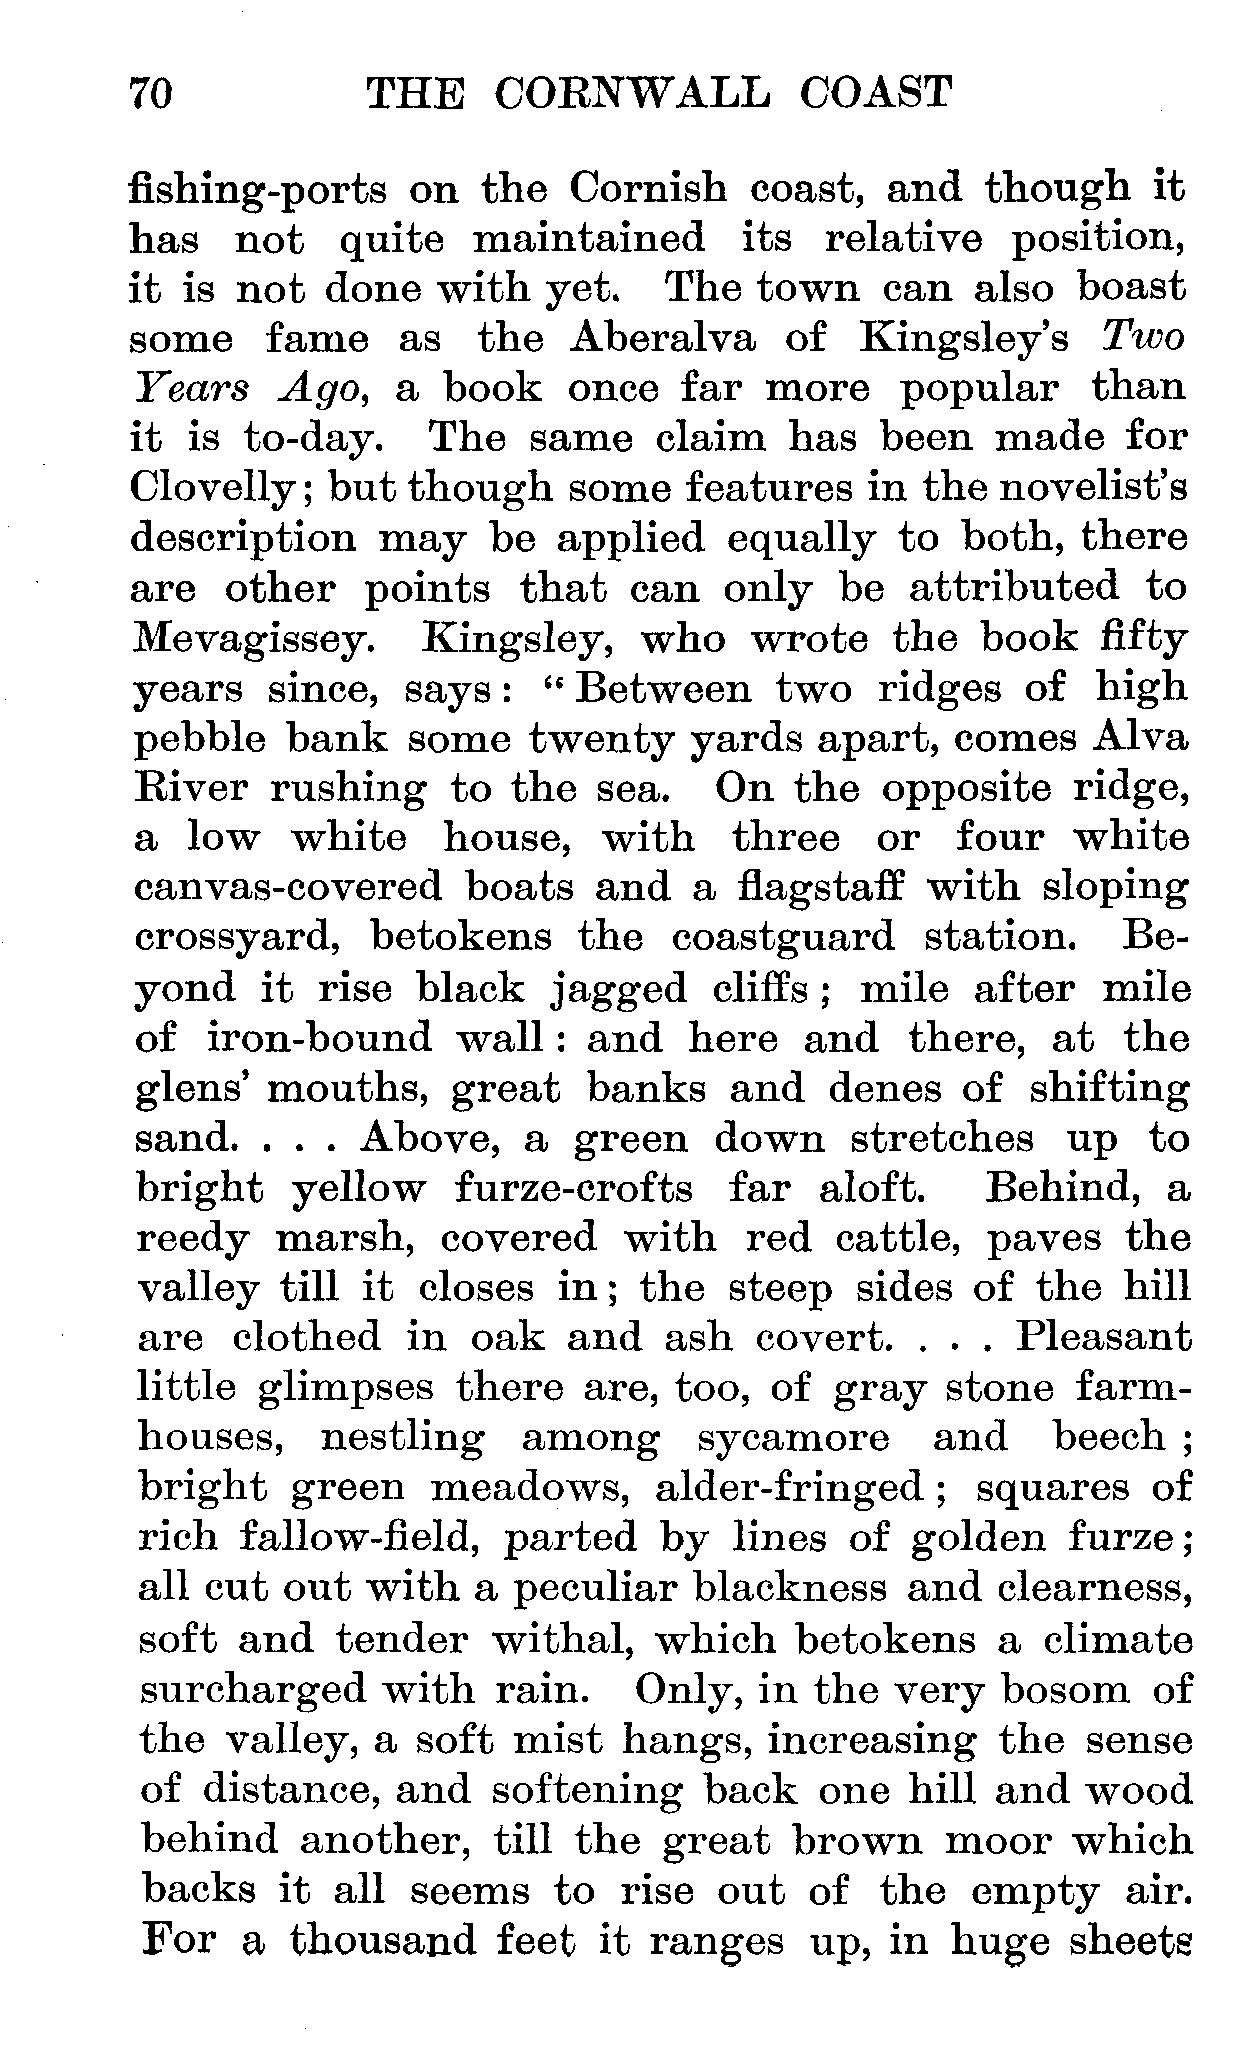 70 THE CORNWALL COAST
fishing-ports on the Cornish coast, and though it
has not quite maintained its relative position,
it is not done with yet. The town can also boast
some fame as the Aberalva of Kingsley's Two
Years Ago, a book once far more popular than
it is to-day. The same claim has been made for
Clovelly; but though some features in the novelist's
description may be applied equally to both, there
are other points that can only be attributed to
Mevagissey. Kingsley, who wrote the book fifty
years since, says: "Between two ridges of high
pebble bank some twenty yards apart, comes Alva
River rushing to the sea. On the opposite ridge,
a low white house, with three or four white
canvas-covered boats and a flagstaff with sloping
crossyard, betokens the coastguard station. Be-
yond it rise black jagged cliffs; mile after mile
of iron-bound wall: and here and there, at the
glens' mouths, great banks and denes of shifting
sand. . . . Above, a green down stretches up to
bright yellow furze-crofts far aloft. Behind, a
reedy marsh, covered with red cattle, paves the
valley till it closes in; the steep sides of the hill
are clothed in oak and ash covert. . . . Pleasant
little glimpses there are, too, of gray stone farm-
houses, nestling among sycamore and beech;
bright green meadows, alder-fringed; squares of
rich fallow-field, parted by lines of golden furze;
all cut out with a peculiar blackness and clearness,
soft and tender withal, which betokens a climate
surcharged with rain. Only, in the very bosom of
the valley, a soft mist hangs, increasing the sense
of distance, and softening back one hill and wood
behind another, till the great brown moor which
backs it all seems to rise out of the empty air.
For a thousand feet it ranges up, in huge sheets